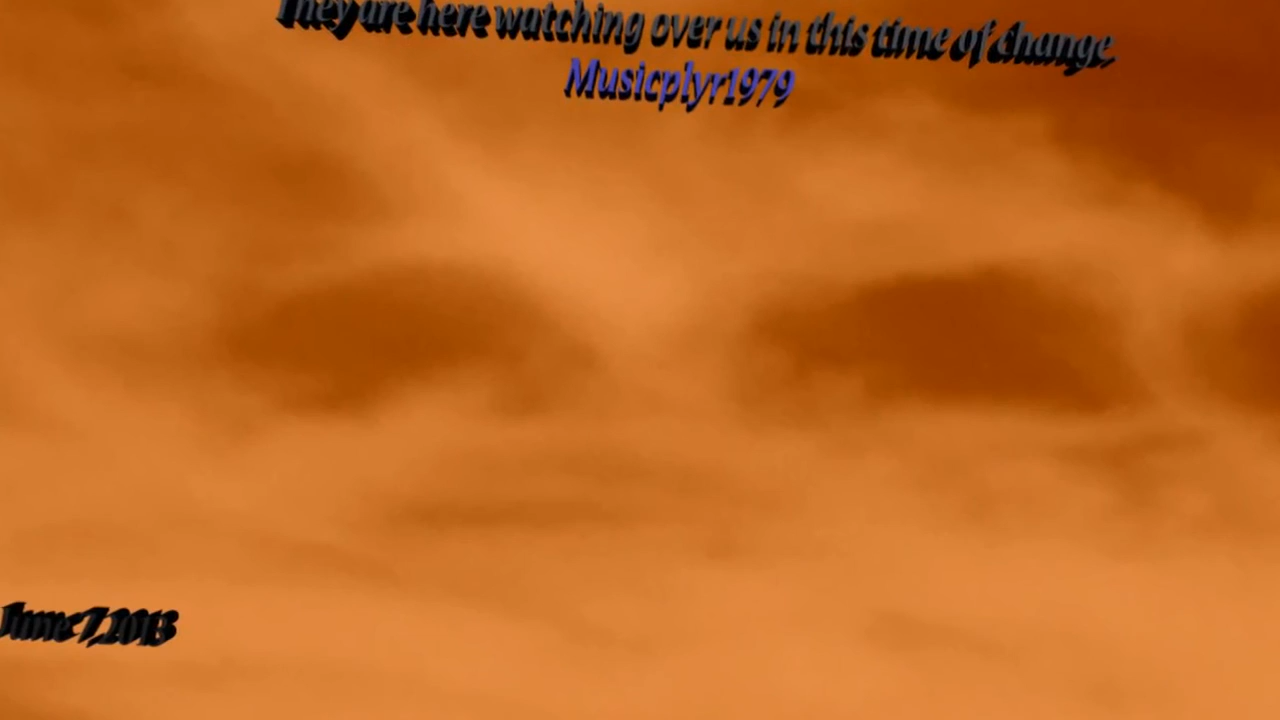 They are here watching over us in this time of change.
Musicplyr1979
June 7, 2013